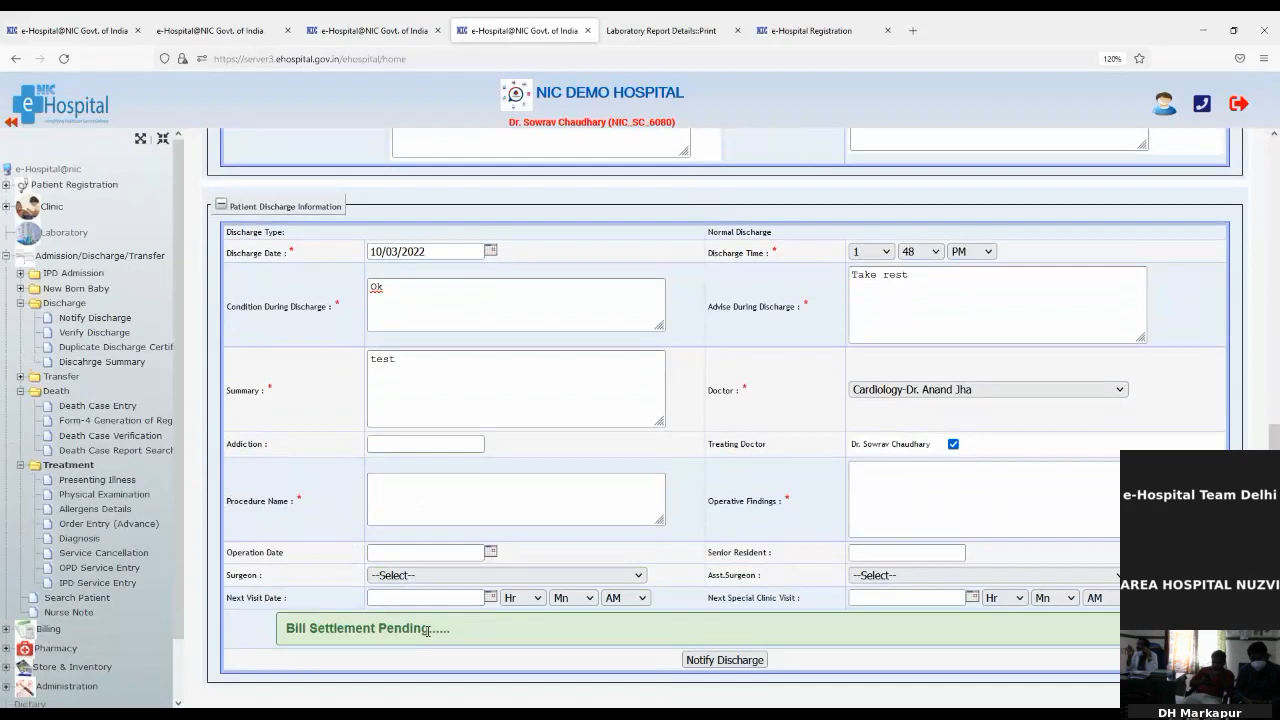 e-Hospital@NIC Govt. of India
e-Hospital@NIC Govt. of India
e-Hospital@NIC Govt. of India
e-Hospital@NIC Govt. of India
Laboratory Report Details::Print
e-Hospital Registration
https://server3.ehospital.gov.in/ehospital/home
120%
NIC
eHospital
NIC DEMO HOSPITAL
Dr. Sowrav Chaudhary (NIC_SC_6080)
e-Hospital@nic
Patient Registration
Clinic
Laboratory
Admission/Discharge/Transfer
IPD Admission
New Born Baby
Discharge
Notify Discharge
Verify Discharge
Duplicate Discharge Certif
Discahrge Summary
Transfer
Death
Death Case Entry
Form-4 Generation of Reg
Death Case Verification
Death Case Report Search
Treatment
Presenting Illness
Physical Examination
Allergens Details
Order Entry (Advance)
Diagnosis
Service Cancellation
OPD Service Entry
IPD Service Entry
Search Patient
Nurse Note
Billing
Pharmacy
Store & Inventory
Administration
Dietary
Patient Discharge Information
Discharge Type:
Normal Discharge
Discharge Date : *
10/03/2022
Discharge Time : *
1
48
PM
Condition During Discharge : *
Ok
Advise During Discharge : *
Take rest
Summary : *
test
Doctor : *
Cardiology-Dr. Anand Jha
Addiction :
Treating Doctor
Dr. Sowrav Chaudhary
Procedure Name : *
Operative Findings : *
Operation Date
Senior Resident :
Surgeon :
--Select--
Asst.Surgeon :
--Select--
Next Visit Date :
Hr
Mn
AM
Next Special Clinic Visit :
Hr
Mn
AM
Bill Settlement Pending......
Notify Discharge
e-Hospital Team Delhi
AREA HOSPITAL NUZVI
DH Markapur